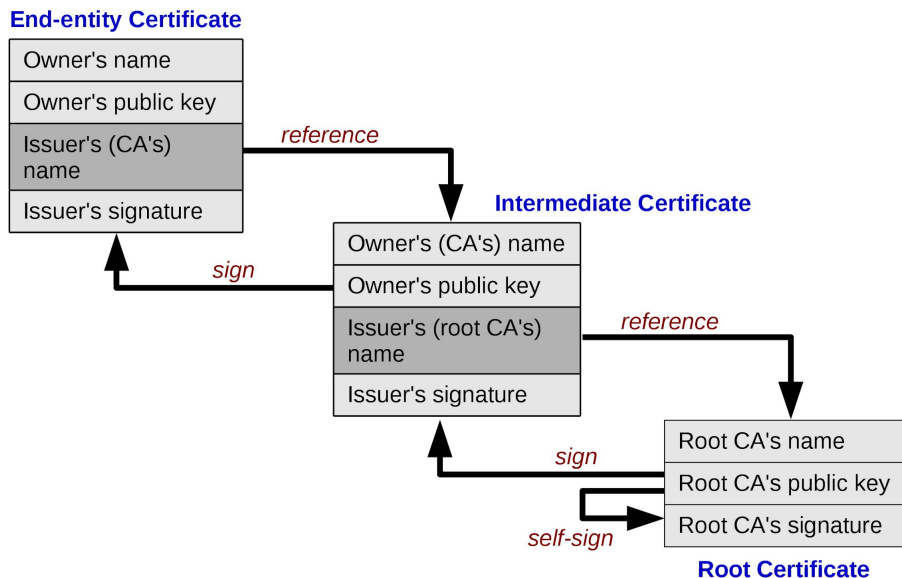 End-entity Certificate
Owner's name
Owner's public key
Issuer's (CA's)
name
Issuer's signature
reference
sign
Intermediate Certificate
Owner's (CA's) name
Owner's public key
Issuer's (root CA's)
name
Issuer's signature
reference
sign
self-sign
Root CA's name
Root CA's public key
Root CA's signature
Root Certificate